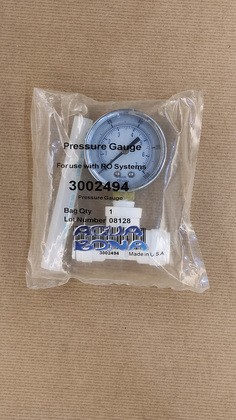 Pressure Gauge
For use with RO Systems
3002494
Pressure Gauge
Bag Qty 1
Lot Number 08128
3002494 Made in U.S.A